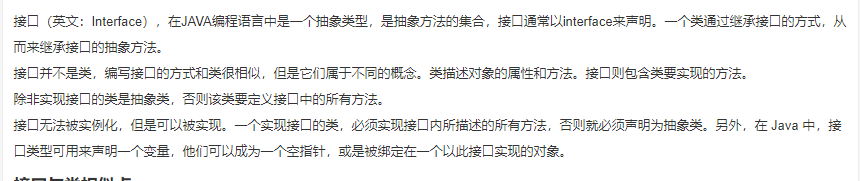 接口（英文：Interface），在JAVA编程语言中是一个抽象类型，是抽象方法的集合，接口通常以interface来声明。一个类通过继承接口的方式，从
而来继承接口的抽象方法。
接口并不是类，编写接口的方式和类很相似，但是它们属于不同的概念。类描述对象的属性和方法。接口则包含类要实现的方法。
除非实现接口的类是抽象类，否则该类要定义接口中的所有方法。
接口无法被实例化，但是可以被实现。一个实现接口的类，必须实现接口内所描述的所有方法，否则就必须声明为抽象类。另外，在 Java 中，接
口类型可用来声明一个变量，他们可以成为一个空指针，或是被绑定在一个以此接口实现的对象。
接口与类相似点